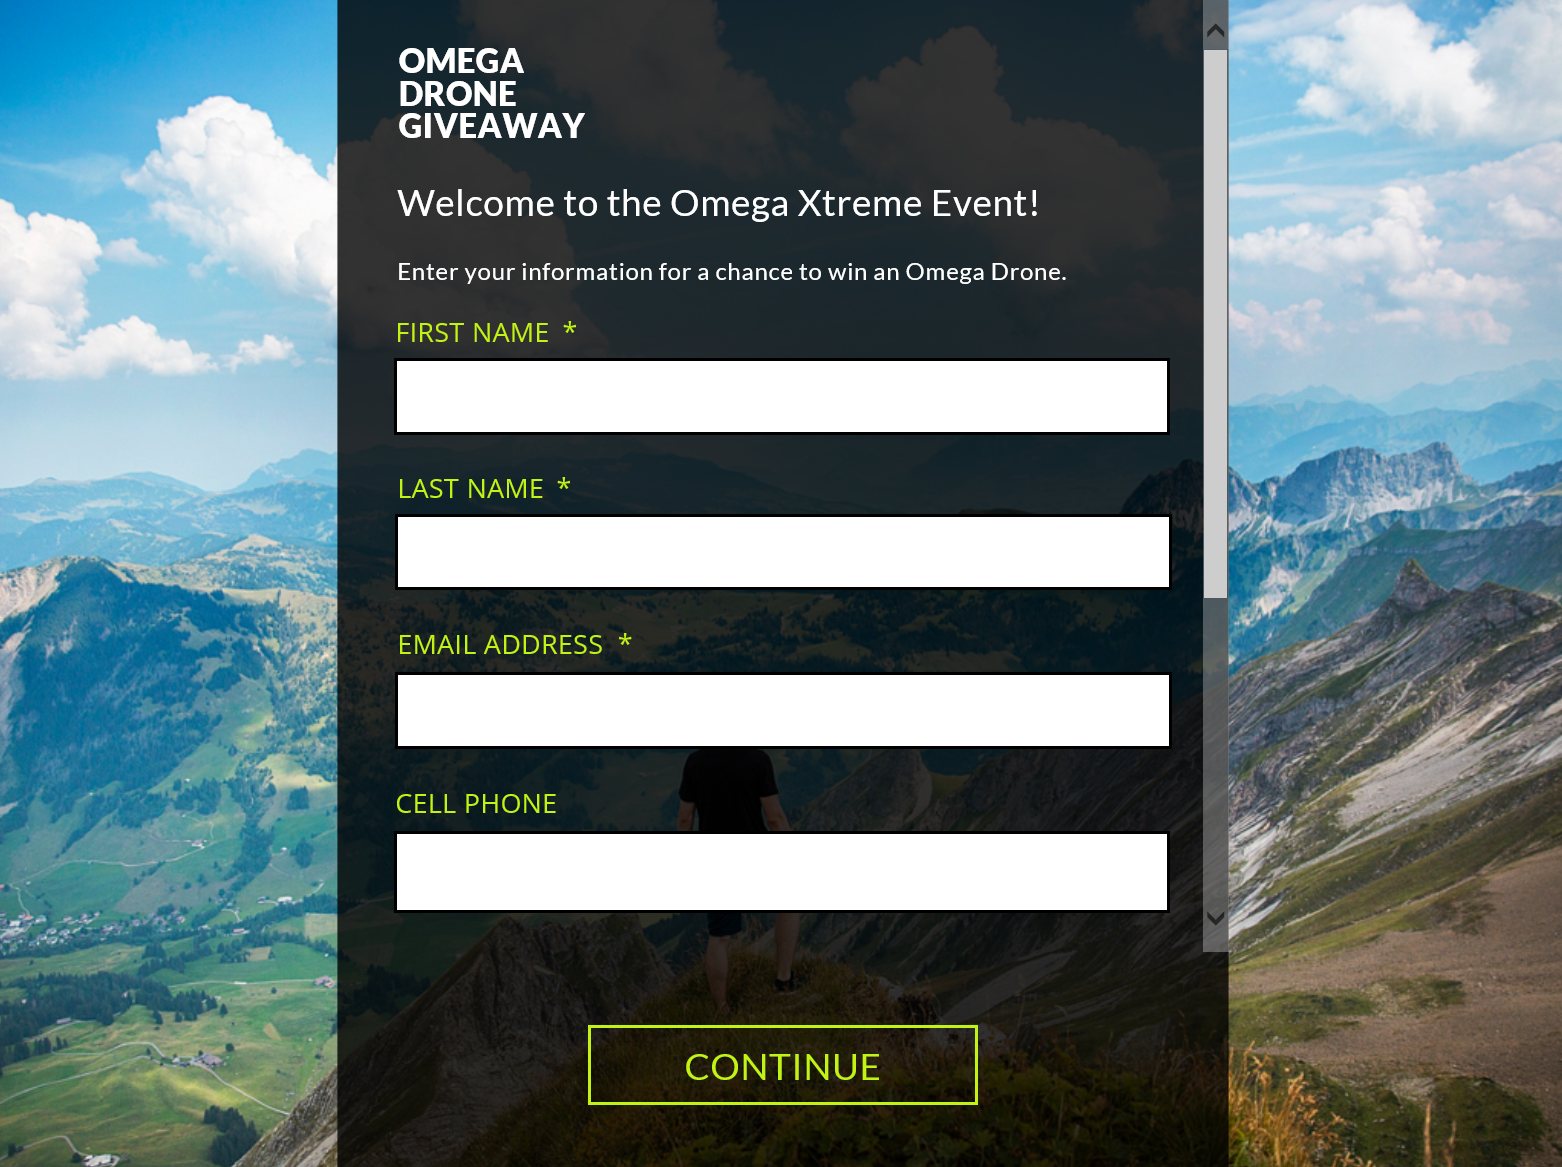 OMEGA
DRONE
GIVEAWAY
Welcome to the Omega Xtreme Event!
Enter your information for a chance to win an Omega Drone.
FIRST NAME *
LAST NAME *
EMAIL ADDRESS *
CELL PHONE
CONTINUE